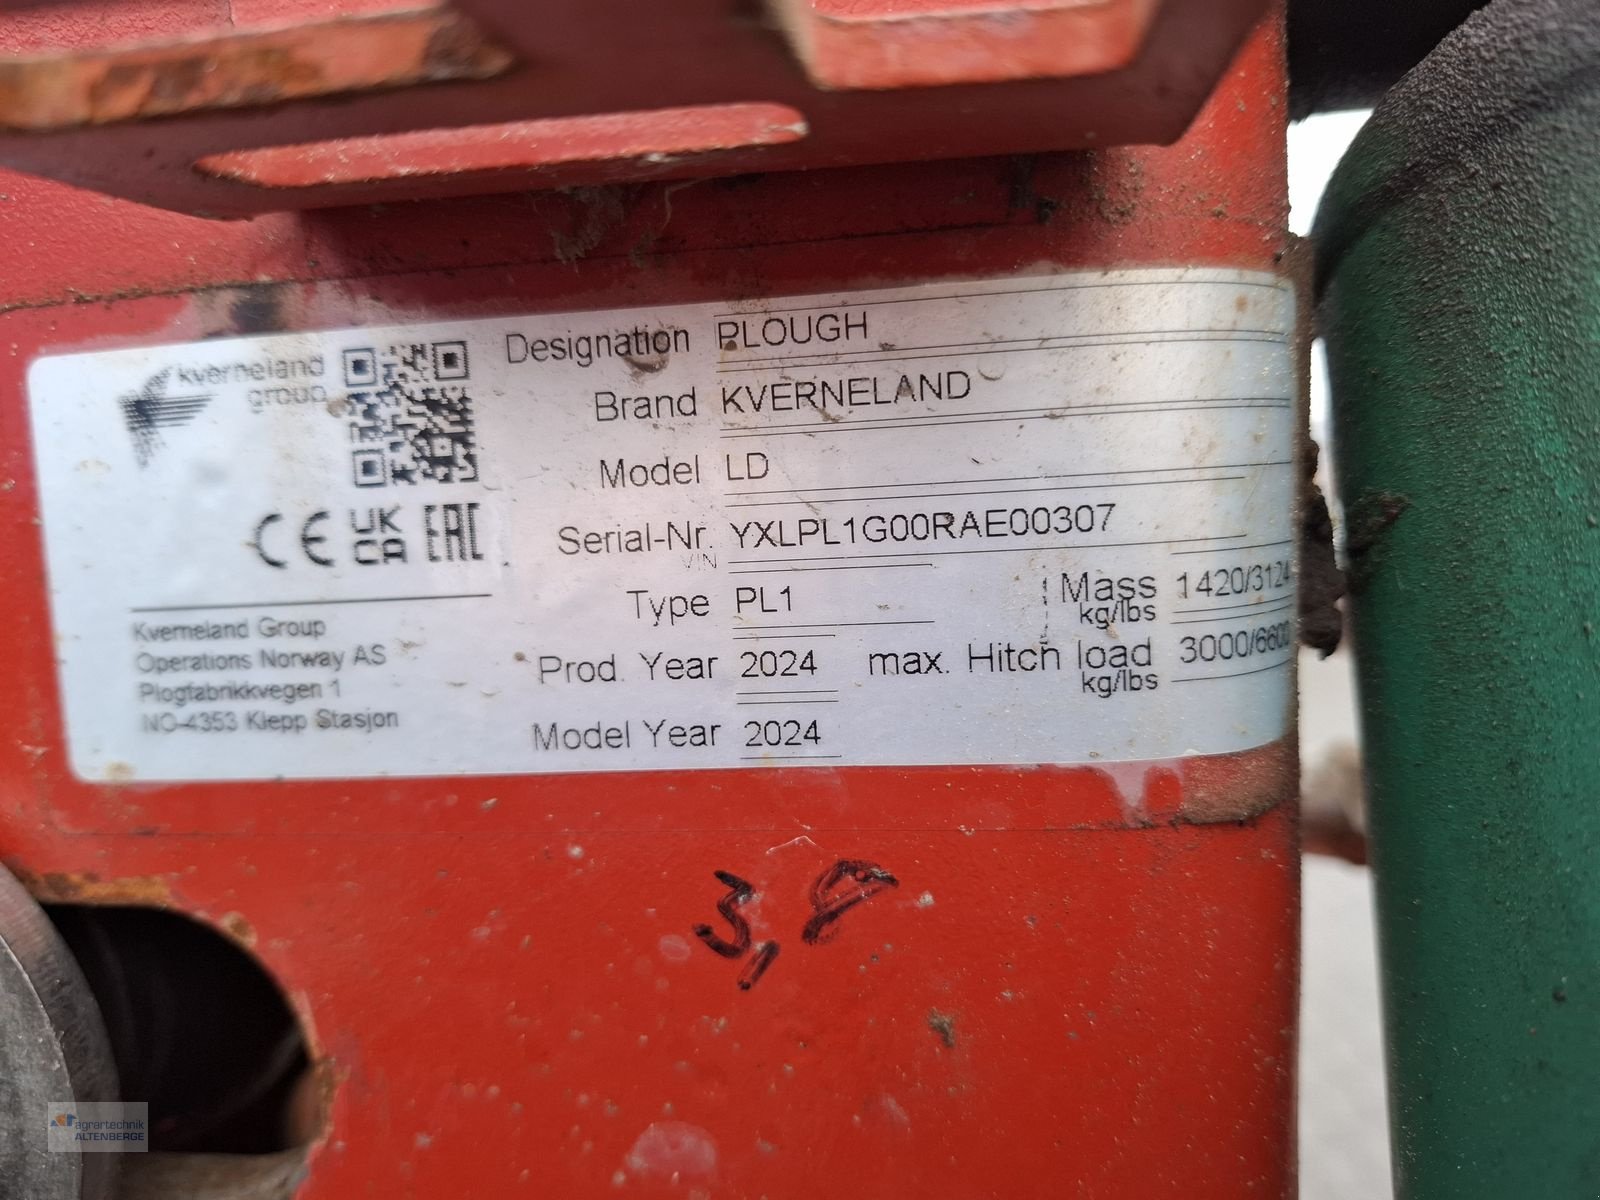 kverneland
group
CE UK CA EAC
Kverneland Group
Operations Norway AS
Plogfabrikkvegen 1
NO-4353 Klepp Stasjon
Designation PLOUGH
Brand KVERNELAND
Model LD
Serial-Nr. YXLPL1G00RAE00307
VIN
Type PL1
Mass 1420/3124
kg/lbs
Prod. Year 2024
max. Hitch load 3000/6600
kg/lbs
Model Year 2024
3,8
agrartechnik
ALTENBERGE